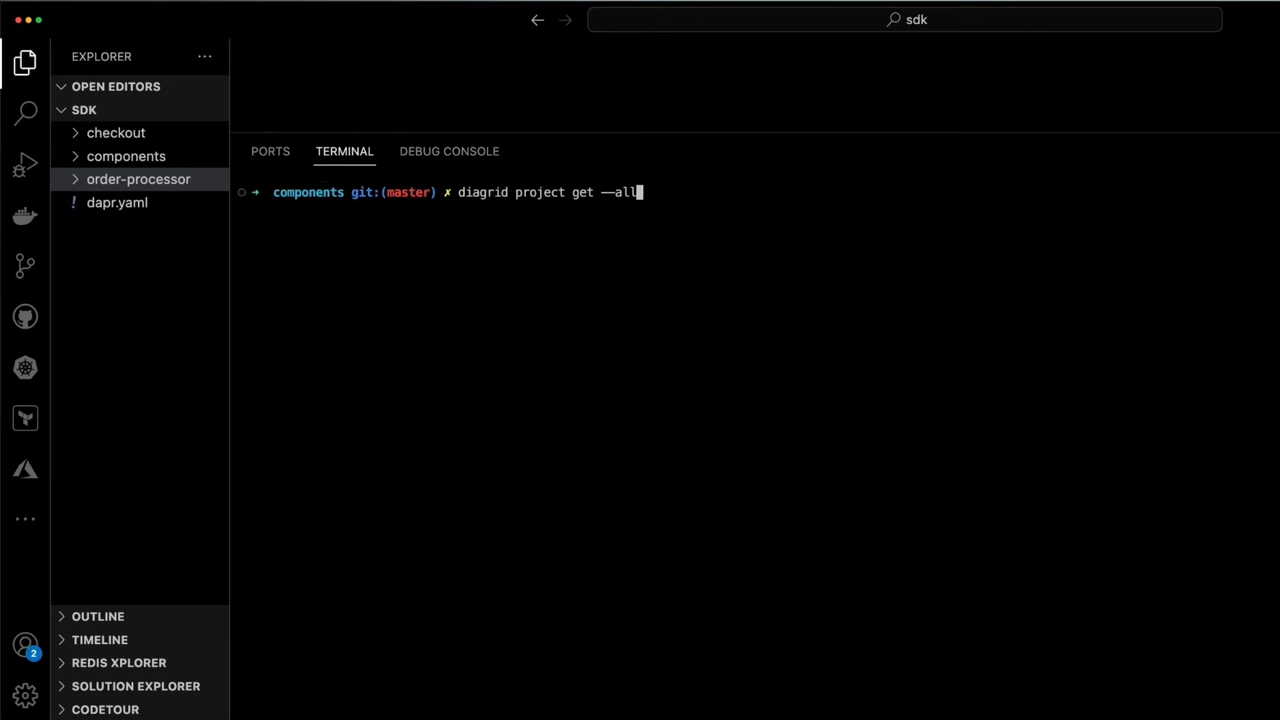 sdk
EXPLORER
OPEN EDITORS
SDK
checkout
components
order-processor
! dapr.yaml
PORTS TERMINAL DEBUG CONSOLE
➜ components git:(master) ✗ diagrid project get --all
OUTLINE
TIMELINE
REDIS XPLORER
SOLUTION EXPLORER
CODETOUR
2